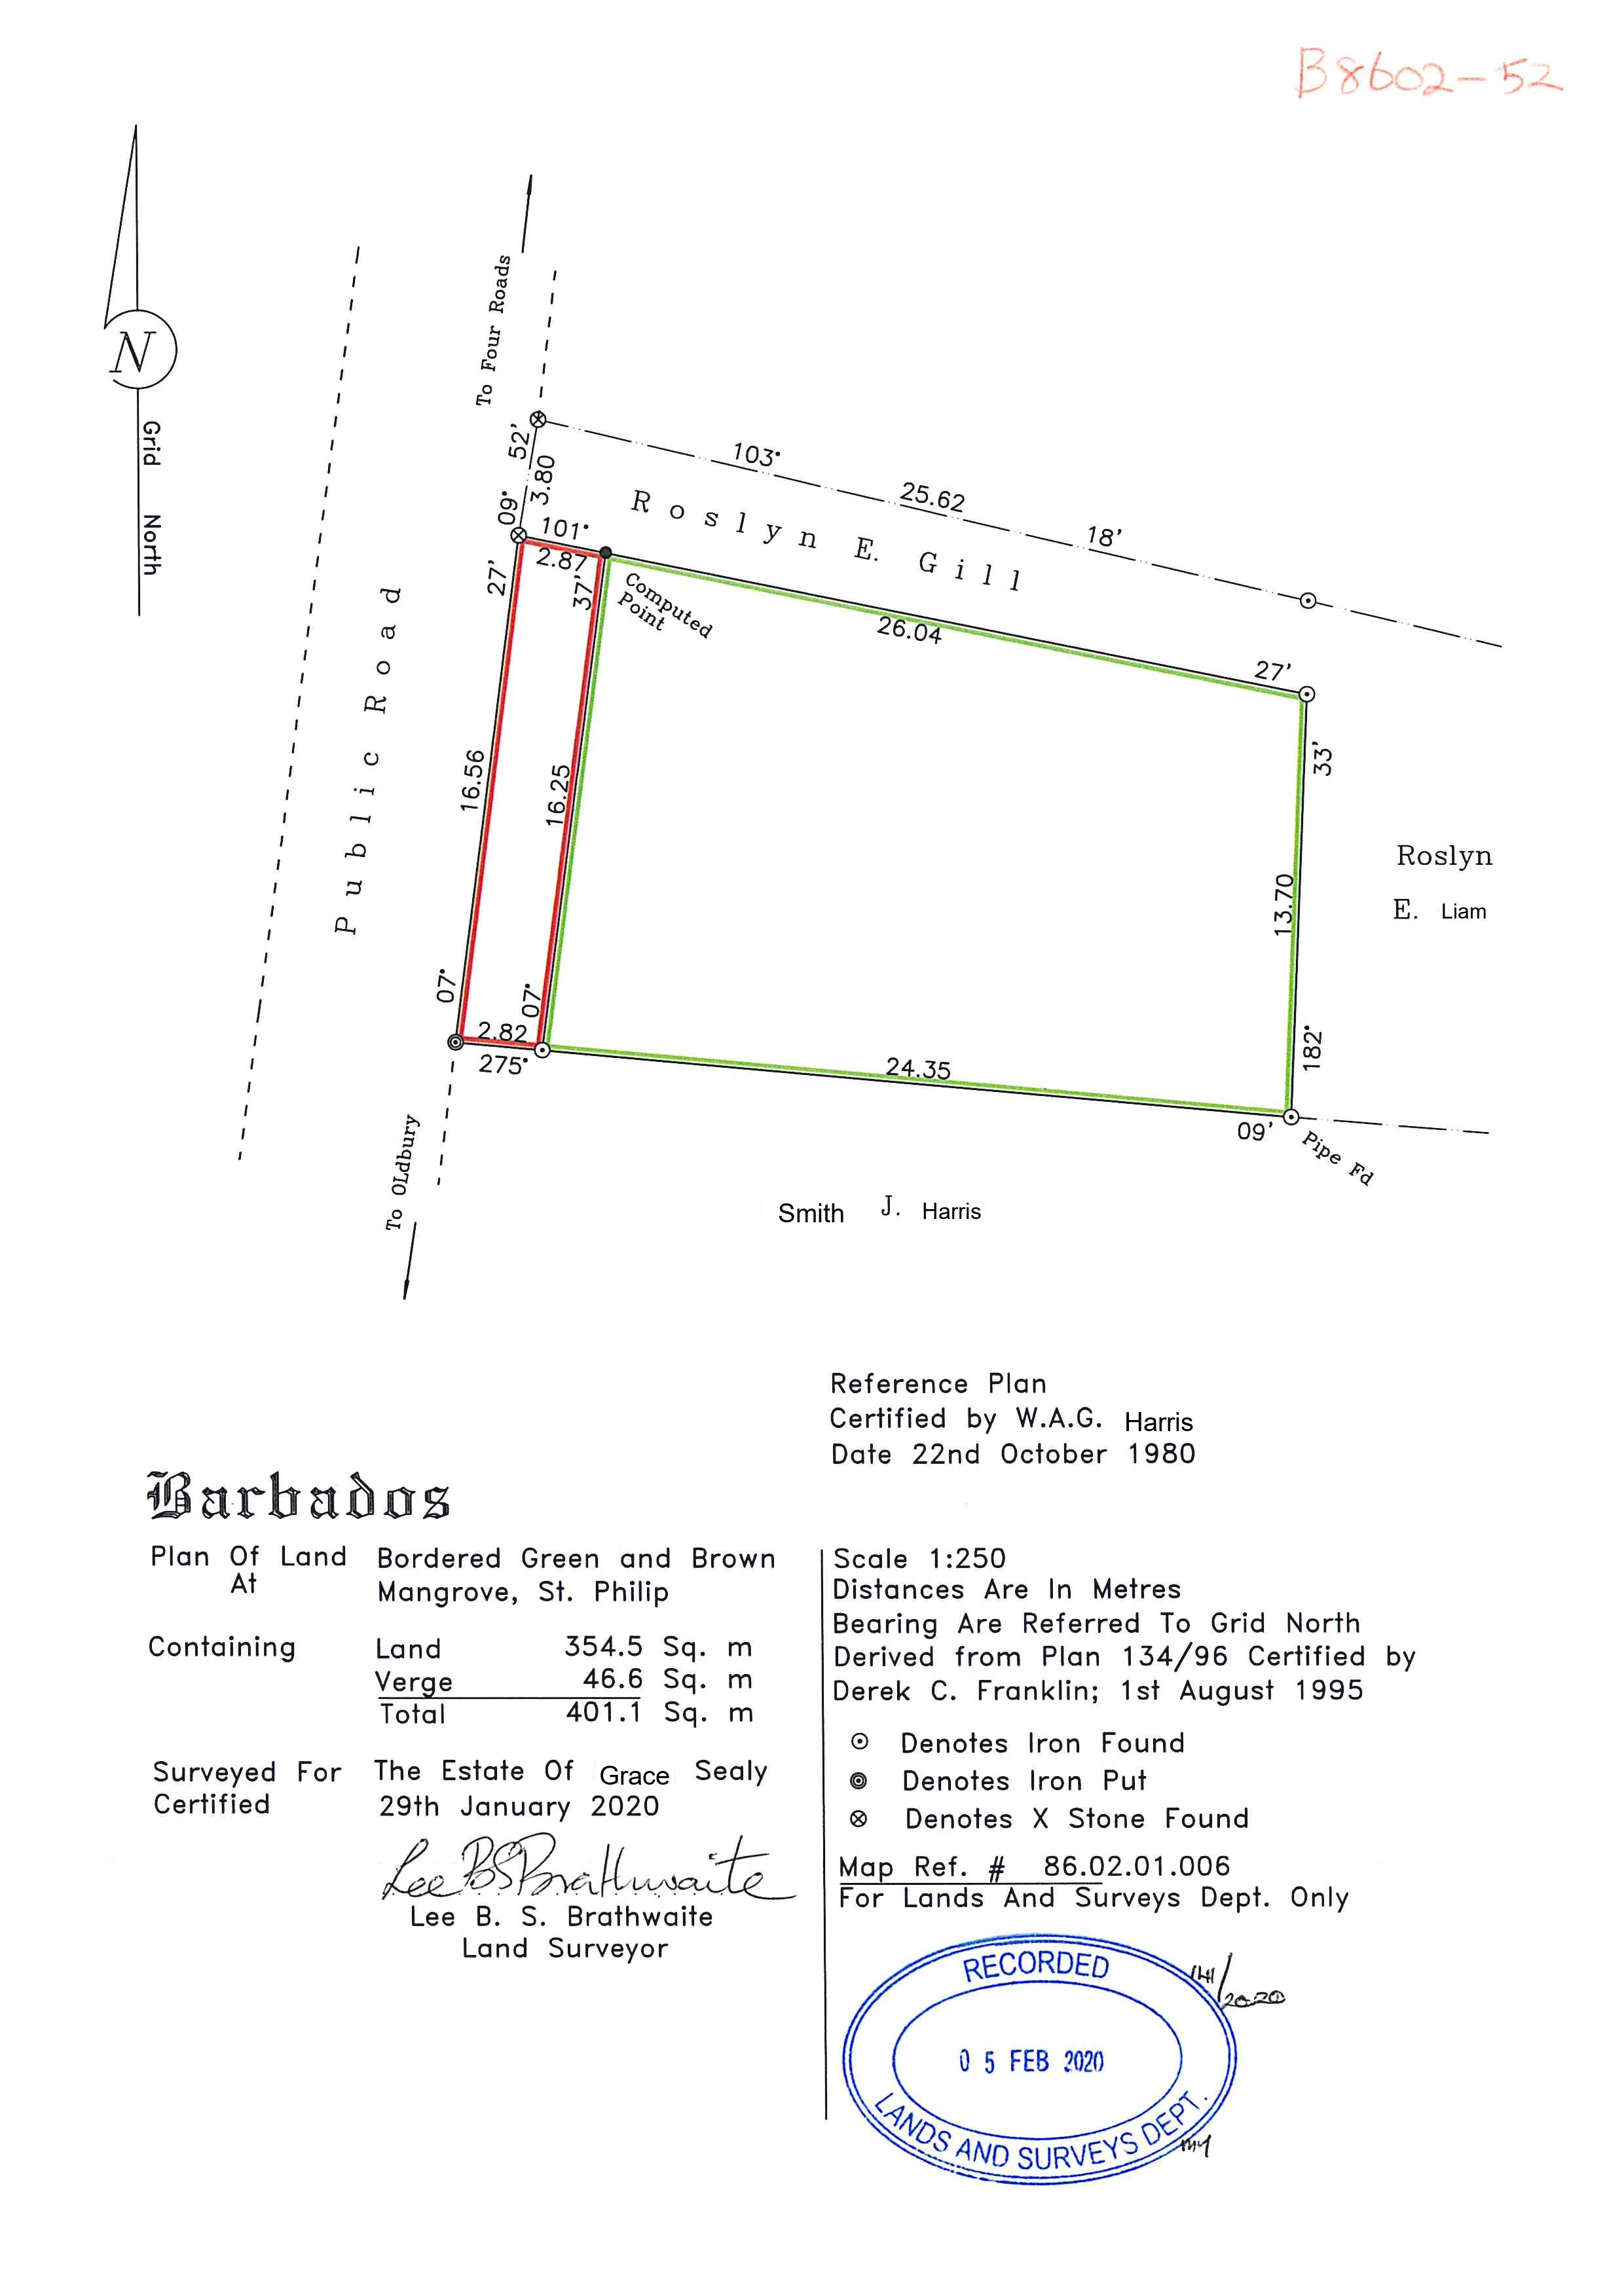 B8602-52
N
Grid North
To Four Roads
52'
3.80
09°
103°
25.62
18'
Roslyn E. Gill
101°
2.87
27'
37'
Computed
Point
26.04
27'
33'
Public Road
16.56
16.25
13.70
Roslyn
E. Liam
07°
07°
182°
2.82
275°
24.35
09'
Pipe Fd
To OLdbury
Smith J. Harris
Reference Plan
Certified by W.A.G. Harris
Date 22nd October 1980
Barbados
Plan Of Land Bordered Green and Brown
At Mangrove, St. Philip
Containing Land 354.5 Sq. m
Verge 46.6 Sq. m
Total 401.1 Sq. m
Surveyed For The Estate Of Grace Sealy
Certified 29th January 2020
Lee B S Brathwaite
Lee B. S. Brathwaite
Land Surveyor
Scale 1:250
Distances Are In Metres
Bearing Are Referred To Grid North
Derived from Plan 134/96 Certified by
Derek C. Franklin; 1st August 1995
Denotes Iron Found
Denotes Iron Put
Denotes X Stone Found
Map Ref. # 86.02.01.006
For Lands And Surveys Dept. Only
RECORDED
05 FEB 2020
LANDS AND SURVEYS DEPT.
/2020